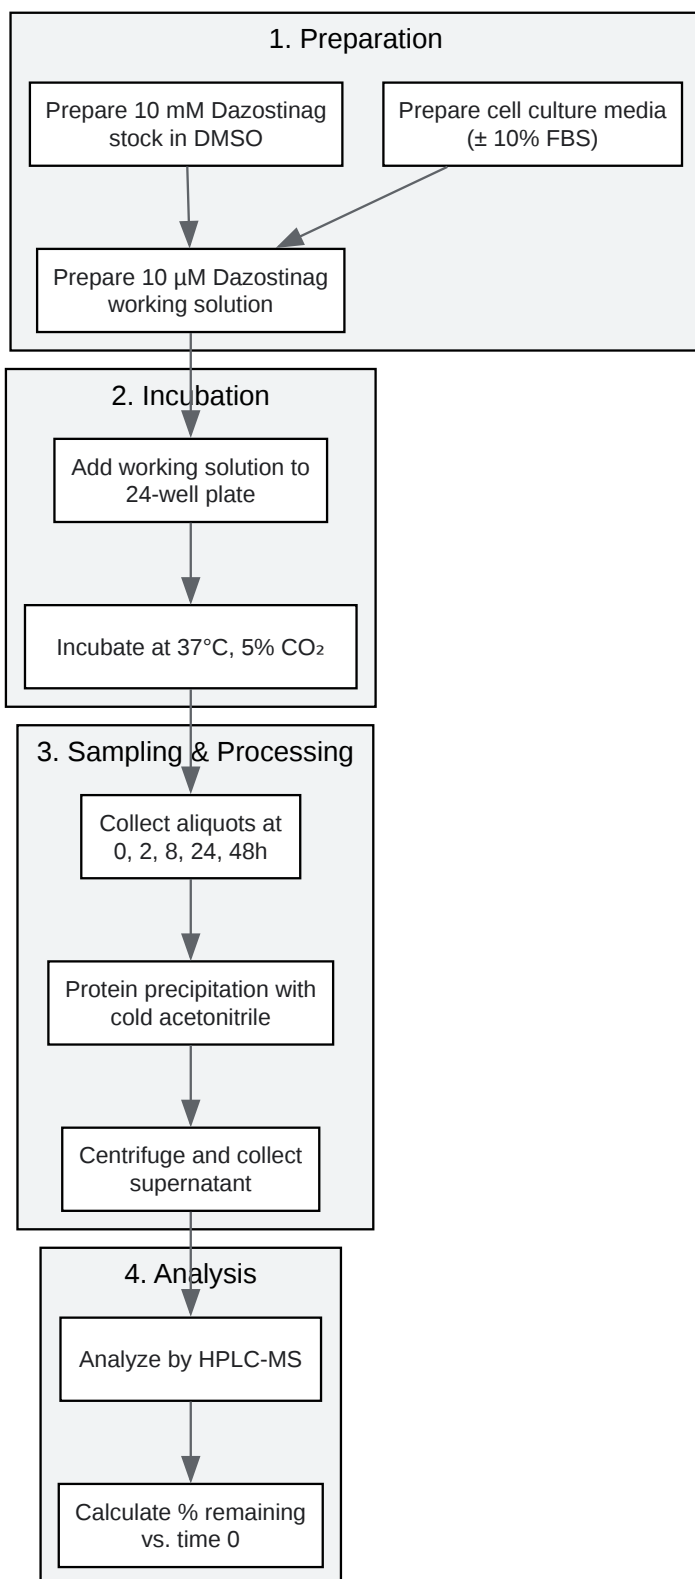 1. Preparation
Prepare 10 mM Dazostinag
stock in DMSO
Prepare cell culture media
(± 10% FBS)
Prepare 10 µM Dazostinag
working solution
2. Incubation
Add working solution to
24-well plate
Incubate at 37°C, 5% CO₂
3. Sampling & Processing
Collect aliquots at
0, 2, 8, 24, 48h
Protein precipitation with
cold acetonitrile
Centrifuge and collect
supernatant
4. Analysis
Analyze by HPLC-MS
Calculate % remaining
vs. time 0